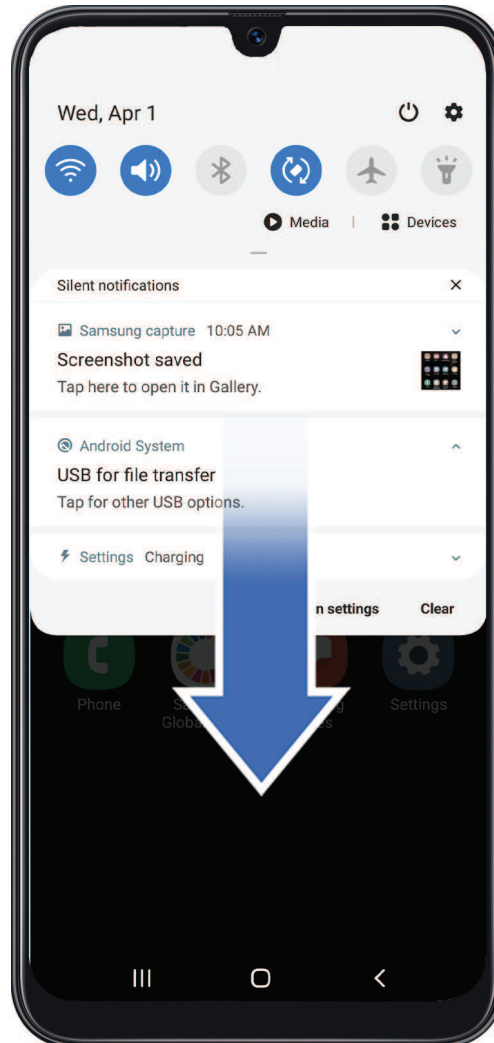 Wed, Apr 1
Media | Devices
Silent notifications
Samsung capture 10:05 AM
Screenshot saved
Tap here to open it in Gallery.
Android System
USB for file transfer
Tap for other USB options.
Settings Charging
settings Clear
Phone
Settings